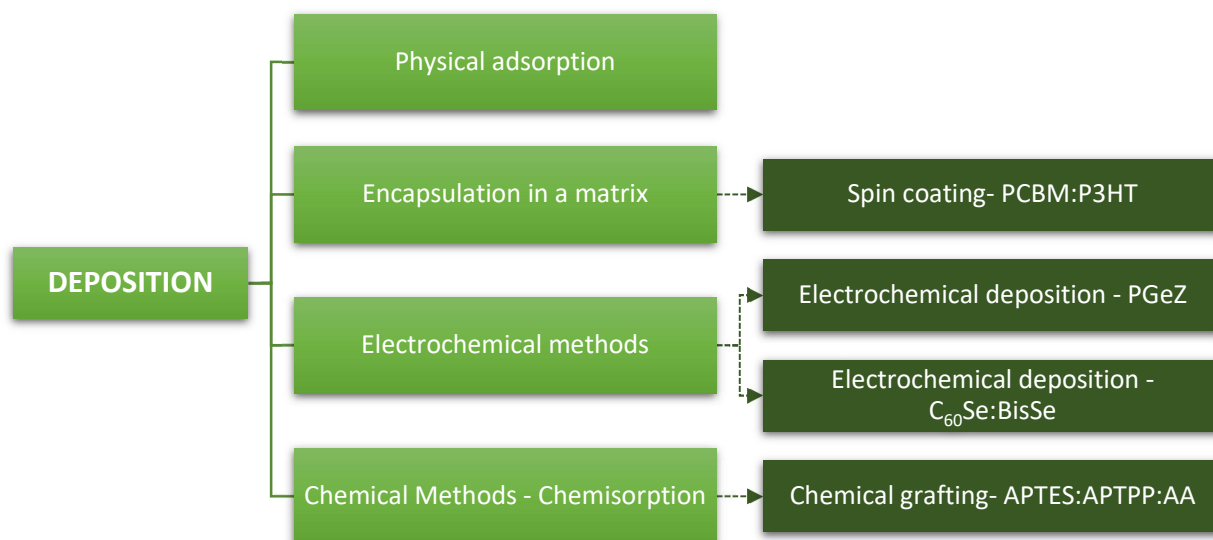 DEPOSITION
Physical adsorption
Encapsulation in a matrix
Spin coating- PCBM:P3HT
Electrochemical methods
Electrochemical deposition - PGeZ
Electrochemical deposition -
C₆₀Se:BisSe
Chemical Methods - Chemisorption
Chemical grafting- APTES:APTPP:AA